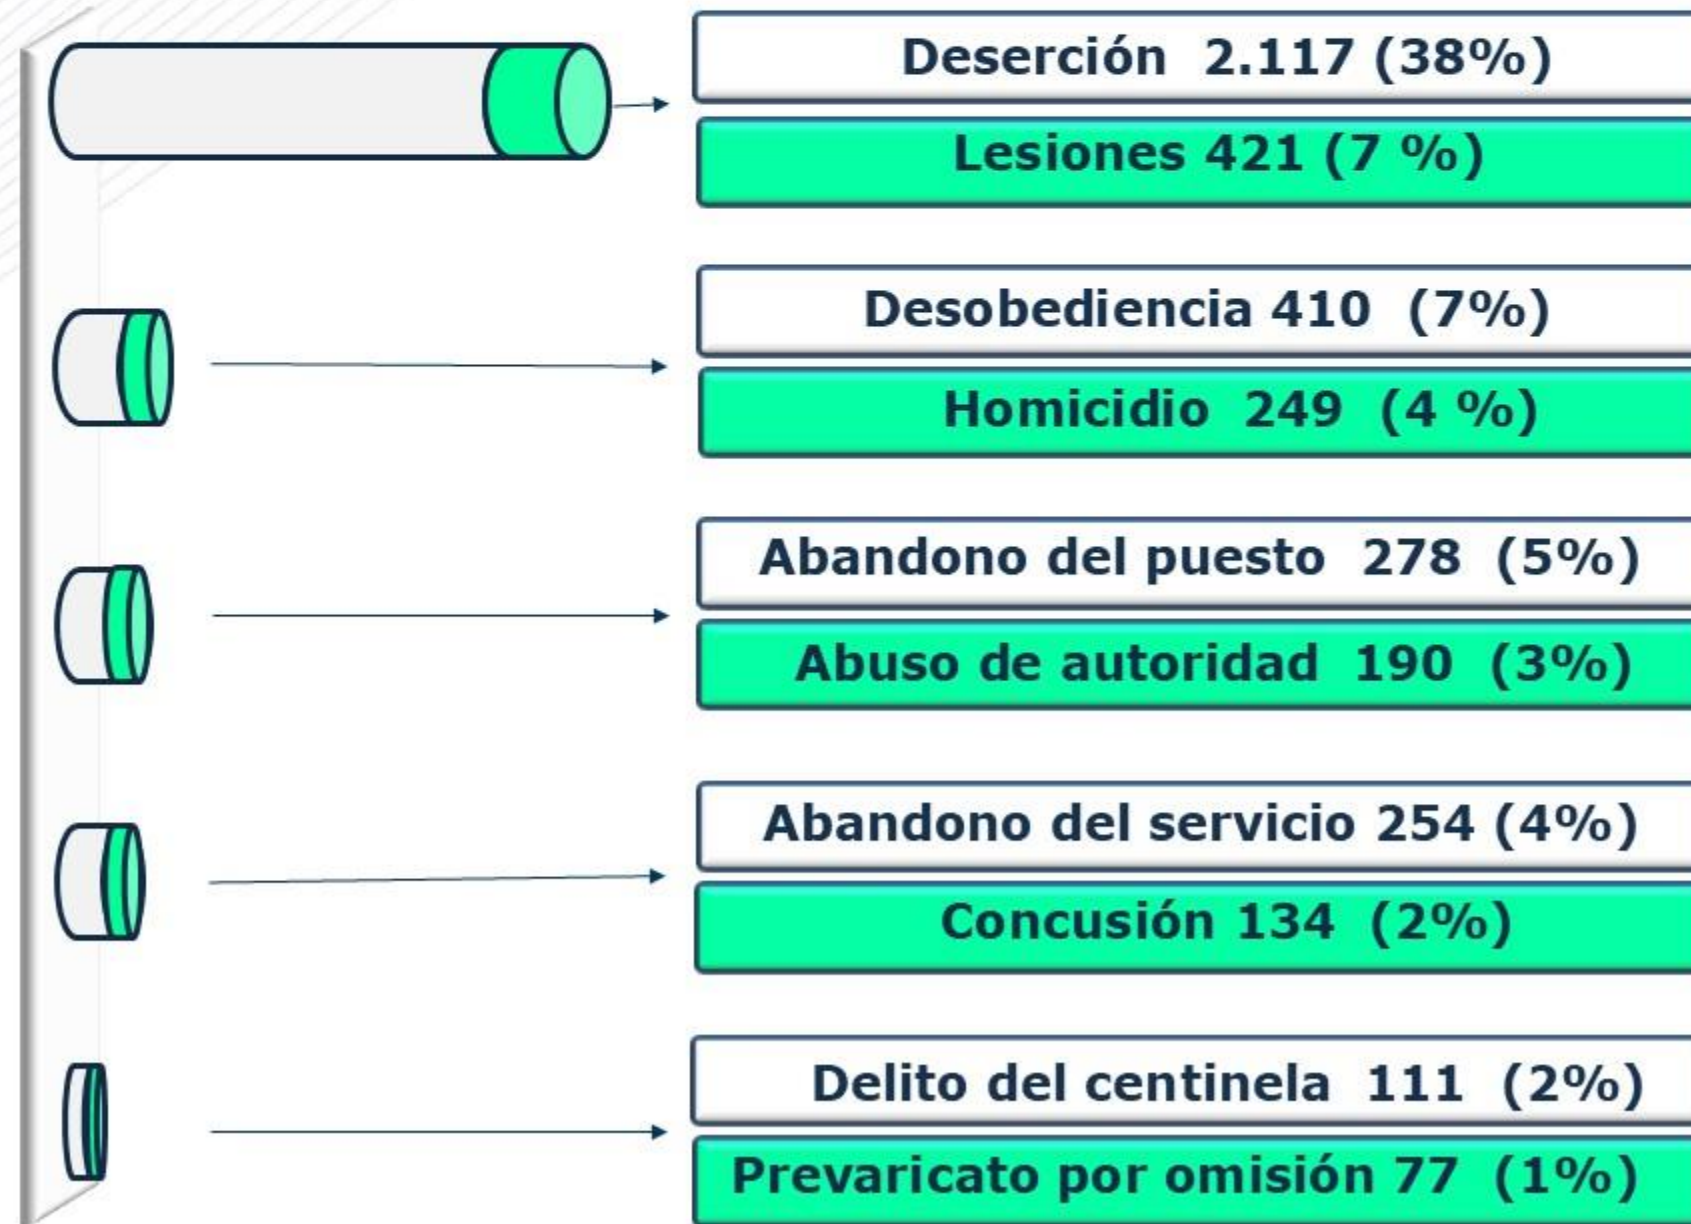 Deserción 2.117 (38%)
Lesiones 421 (7 %)
Desobediencia 410 (7%)
Homicidio 249 (4 %)
Abandono del puesto 278 (5%)
Abuso de autoridad 190 (3%)
Abandono del servicio 254 (4%)
Concusión 134 (2%)
Delito del centinela 111 (2%)
Prevaricato por omisión 77 (1%)